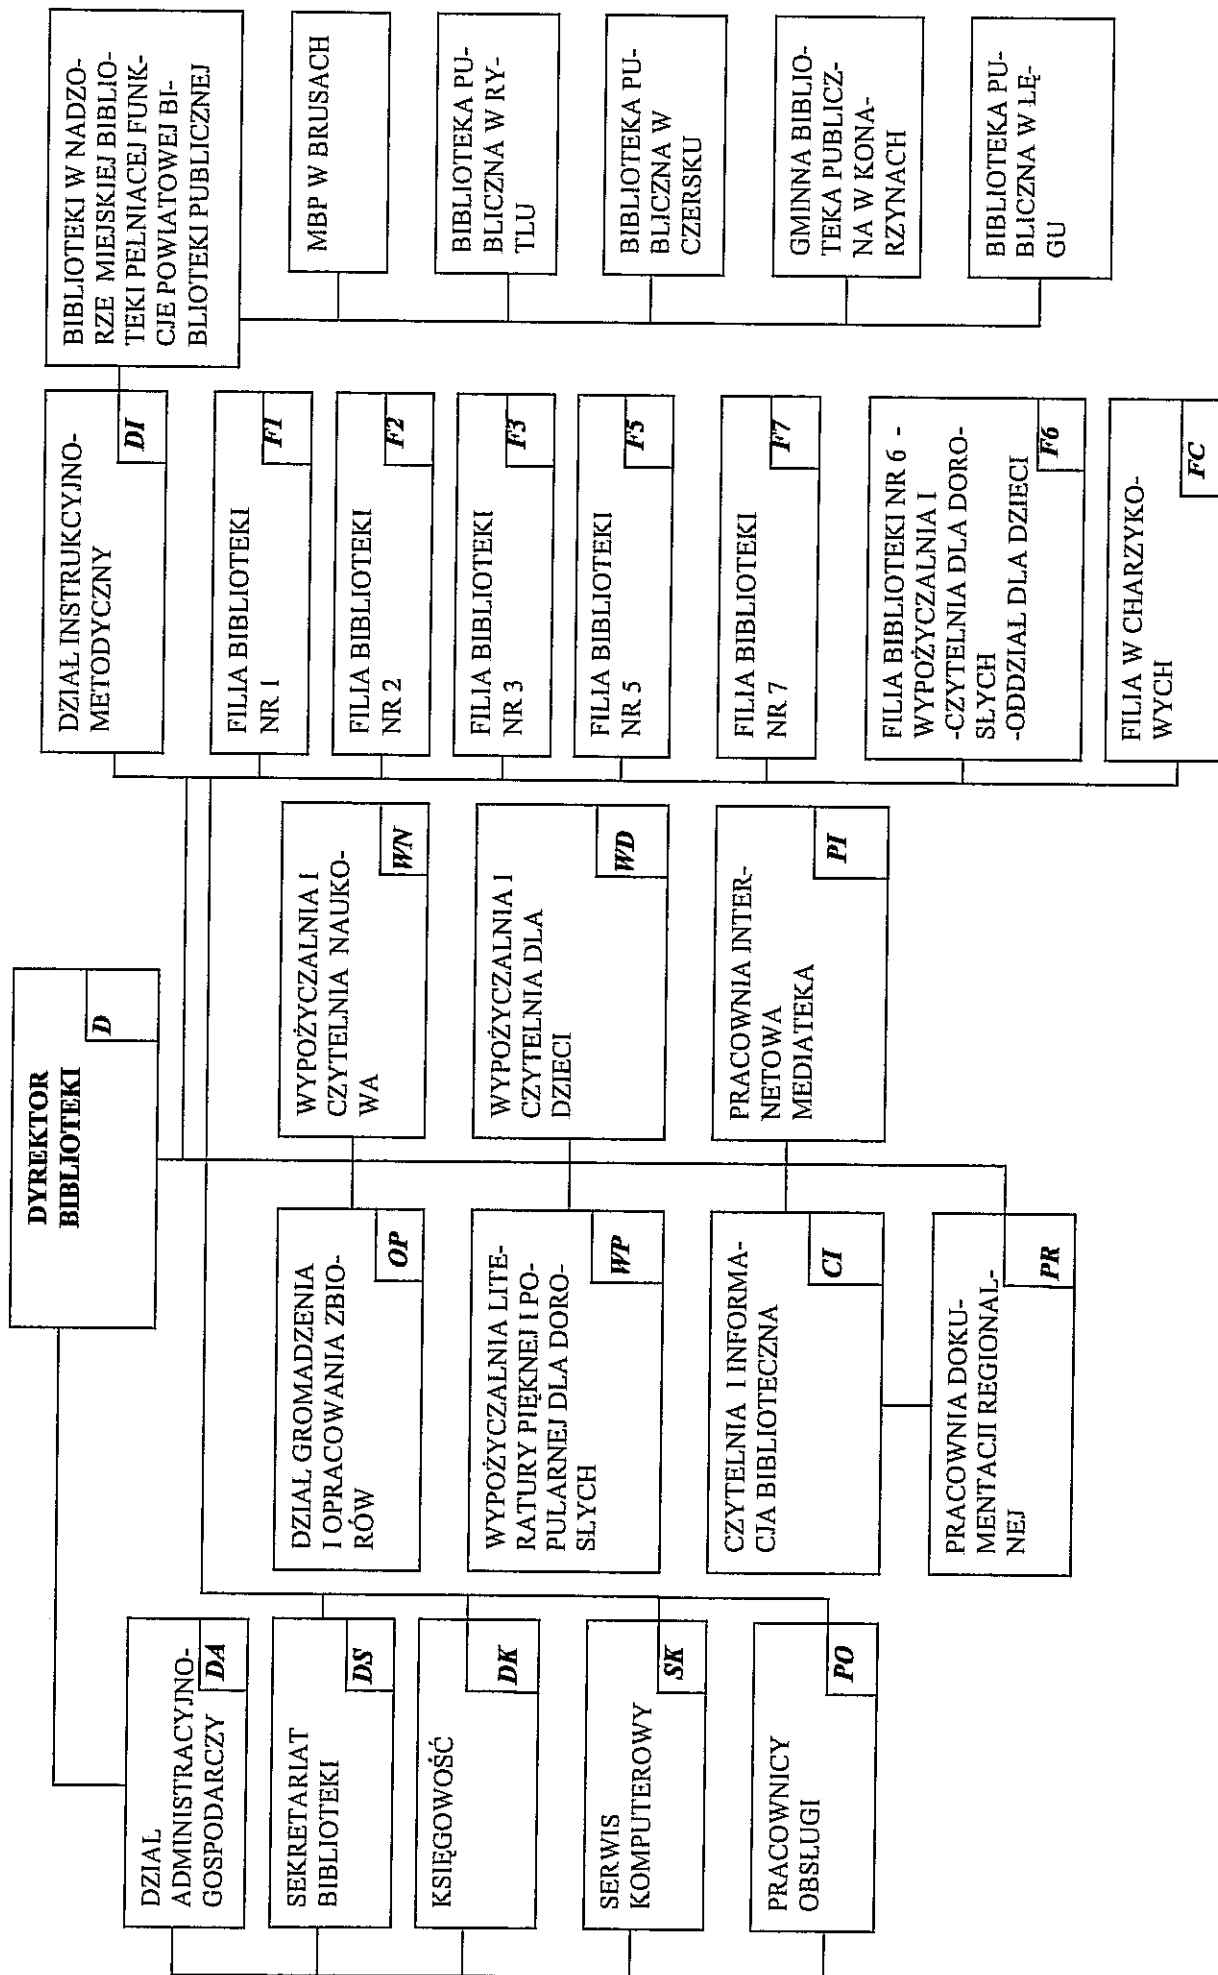 DYREKTOR
BIBLIOTEKI
D
DZIAŁ
ADMINISTRACYJNO-
GOSPODARCZY
DA
SEKRETARIAT
BIBLIOTEKI
DS
KSIĘGOWOŚĆ
DK
SERWIS
KOMPUTEROWY
SK
PRACOWNICY
OBSŁUGI
PO
DZIAŁ GROMADZENIA
I OPRACOWANIA ZBIO-
RÓW
OP
WYPOŻYCZALNIA LITE-
RATURY PIĘKNEJ I PO-
PULARNEJ DLA DORO-
SŁYCH
WP
CZYTELNIA I INFORMA-
CJA BIBLIOTECZNA
CI
PRACOWNIA DOKU-
MENTACJI REGIONAL-
NEJ
PR
WYPOŻYCZALNIA I
CZYTELNIA NAUKO-
WA
WN
WYPOŻYCZALNIA I
CZYTELNIA DLA
DZIECI
WD
PRACOWNIA INTER-
NETOWA
MEDIATEKA
PI
DZIAŁ INSTRUKCYJNO-
METODYCZNY
DI
FILIA BIBLIOTEKI
NR 1
F1
FILIA BIBLIOTEKI
NR 2
F2
FILIA BIBLIOTEKI
NR 3
F3
FILIA BIBLIOTEKI
NR 5
F5
FILIA BIBLIOTEKI
NR 7
F7
FILIA BIBLIOTEKI NR 6 -
WYPOŻYCZALNIA I
-CZYTELNIA DLA DORO-
SŁYCH
-ODDZIAŁ DLA DZIECI
F6
FILIA W CHARZYKO-
WYCH
FC
BIBLIOTEKI W NADZO-
RZE MIEJSKIEJ BIBLIO-
TEKI PEŁNIACEJ FUNK-
CJE POWIATOWEJ BI-
BLIOTEKI PUBLICZNEJ
MBP W BRUSACH
BIBLIOTEKA PU-
BLICZNA W RY-
TLU
BIBLIOTEKA PU-
BLICZNA W
CZERSKU
GMINNA BIBLIO-
TEKA PUBLICZ-
NA W KONA-
RZYNACH
BIBLIOTEKA PU-
BLICZNA W ŁĘ-
GU